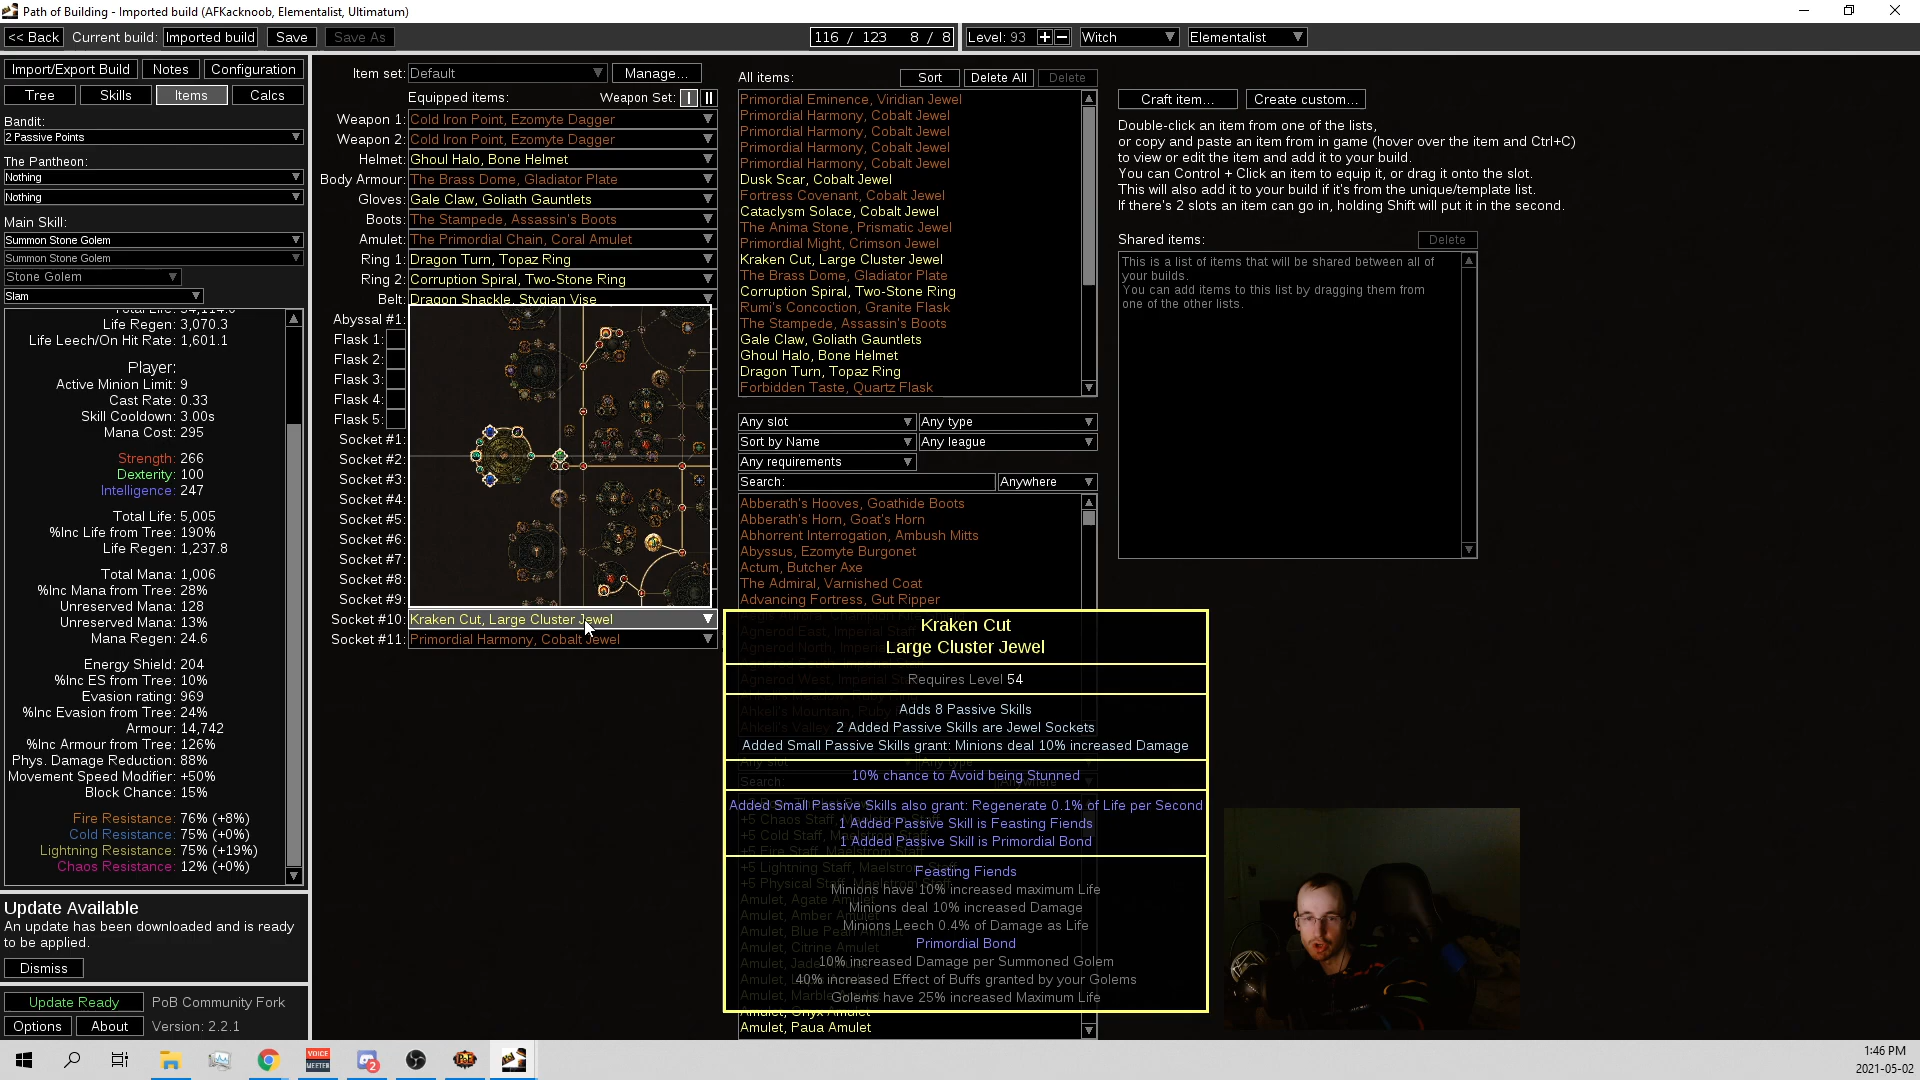 Path of Building - Imported build (AFKacknoob, Elementalist, Ultimatum)
<< Back Current build: Imported build Save Save As 116 / 123 8 / 8 Level: 93 + - Witch Elementalist
Import/Export Build Notes Configuration
Tree Skills Items Calcs
Bandit:
2 Passive Points
The Pantheon:
Nothing
Nothing
Main Skill:
Summon Stone Golem
Summon Stone Golem
Stone Golem
Slam
Life Regen: 3,070.3
Life Leech/On Hit Rate: 1,601.1
Player:
Active Minion Limit: 9
Cast Rate: 0.33
Skill Cooldown: 3.00s
Mana Cost: 295
Strength: 266
Dexterity: 100
Intelligence: 247
Total Life: 5,005
%Inc Life from Tree: 190%
Life Regen: 1,237.8
Total Mana: 1,006
%Inc Mana from Tree: 28%
Unreserved Mana: 128
Unreserved Mana: 13%
Mana Regen: 24.6
Energy Shield: 204
%Inc ES from Tree: 10%
Evasion rating: 969
%Inc Evasion from Tree: 24%
Armour: 14,742
%Inc Armour from Tree: 126%
Phys. Damage Reduction: 88%
Movement Speed Modifier: +50%
Block Chance: 15%
Fire Resistance: 76% (+8%)
Cold Resistance: 75% (+0%)
Lightning Resistance: 75% (+19%)
Chaos Resistance: 12% (+0%)
Update Available
An update has been downloaded and is ready
to be applied.
Dismiss
Update Ready PoB Community Fork
Options About Version: 2.2.1
Item set: Default Manage...
Equipped items: Weapon Set: I II
Weapon 1: Cold Iron Point, Ezomyte Dagger
Weapon 2: Cold Iron Point, Ezomyte Dagger
Helmet: Ghoul Halo, Bone Helmet
Body Armour: The Brass Dome, Gladiator Plate
Gloves: Gale Claw, Goliath Gauntlets
Boots: The Stampede, Assassin's Boots
Amulet: The Primordial Chain, Coral Amulet
Ring 1: Dragon Turn, Topaz Ring
Ring 2: Corruption Spiral, Two-Stone Ring
Belt: Dragon Shackle, Stygian Vise
Abyssal #1:
Flask 1:
Flask 2:
Flask 3:
Flask 4:
Flask 5:
Socket #1:
Socket #2:
Socket #3:
Socket #4:
Socket #5:
Socket #6:
Socket #7:
Socket #8:
Socket #9:
Socket #10: Kraken Cut, Large Cluster Jewel
Socket #11: Primordial Harmony, Cobalt Jewel
All items: Sort Delete All Delete
Primordial Eminence, Viridian Jewel
Primordial Harmony, Cobalt Jewel
Primordial Harmony, Cobalt Jewel
Primordial Harmony, Cobalt Jewel
Primordial Harmony, Cobalt Jewel
Dusk Scar, Cobalt Jewel
Fortress Covenant, Cobalt Jewel
Cataclysm Solace, Cobalt Jewel
The Anima Stone, Prismatic Jewel
Primordial Might, Crimson Jewel
Kraken Cut, Large Cluster Jewel
The Brass Dome, Gladiator Plate
Corruption Spiral, Two-Stone Ring
Rumi's Concoction, Granite Flask
The Stampede, Assassin's Boots
Gale Claw, Goliath Gauntlets
Ghoul Halo, Bone Helmet
Dragon Turn, Topaz Ring
Forbidden Taste, Quartz Flask
Any slot Any type
Sort by Name Any league
Any requirements
Search: Anywhere
Abberath's Hooves, Goathide Boots
Abberath's Horn, Goat's Horn
Abhorrent Interrogation, Ambush Mitts
Abyssus, Ezomyte Burgonet
Actum, Butcher Axe
The Admiral, Varnished Coat
Advancing Fortress, Gut Ripper
Kraken Cut
Large Cluster Jewel
Requires Level 54
Adds 8 Passive Skills
2 Added Passive Skills are Jewel Sockets
Added Small Passive Skills grant: Minions deal 10% increased Damage
10% chance to Avoid being Stunned
Added Small Passive Skills also grant: Regenerate 0.1% of Life per Second
1 Added Passive Skill is Feasting Fiends
1 Added Passive Skill is Primordial Bond
Feasting Fiends
Minions have 10% increased maximum Life
Minions deal 10% increased Damage
Minions Leech 0.4% of Damage as Life
Primordial Bond
10% increased Damage per Summoned Golem
40% increased Effect of Buffs granted by your Golems
Golems have 25% increased Maximum Life
Amulet, Onyx Amulet
Amulet, Paua Amulet
Craft item... Create custom...
Double-click an item from one of the lists,
or copy and paste an item from in game (hover over the item and Ctrl+C)
to view or edit the item and add it to your build.
You can Control + Click an item to equip it, or drag it onto the slot.
This will also add it to your build if it's from the unique/template list.
If there's 2 slots an item can go in, holding Shift will put it in the second.
Shared items: Delete
This is a list of items that will be shared between all of
your builds.
You can add items to this list by dragging them from
one of the other lists.
VOICE
MEETER
2
1:46 PM
2021-05-02